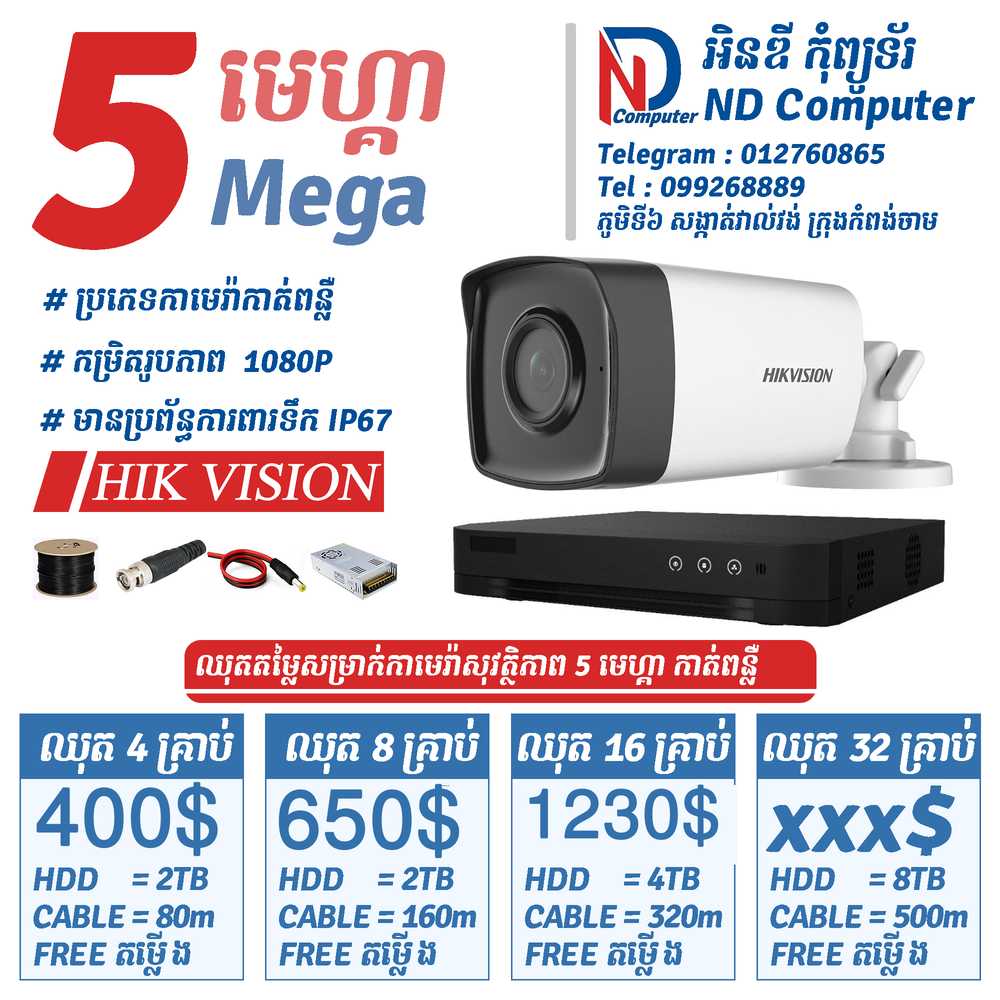 5 មេហ្គា
Mega
ND
Computer
អិនឌី កុំព្យូទ័រ
ND Computer
Telegram : 012760865
Tel : 099268889
ភូមិទី៦ សង្កាត់វាល់វង់ ក្រុងកំពង់ចាម
# ប្រភេទកាមេរ៉ាកាត់ពន្លឺ
# កម្រិតរូបភាព 1080P
# មានប្រព័ន្ធការពារទឹក IP67
HIK VISION
HIKVISION
ឈុតតម្លៃសម្រាក់កាមេរ៉ាសុវត្ថិភាព 5 មេហ្គា កាត់ពន្លឺ
ឈុត 4 គ្រាប់
400$
HDD = 2TB
CABLE = 80m
FREE តម្លើង
ឈុត 8 គ្រាប់
650$
HDD = 2TB
CABLE = 160m
FREE តម្លើង
ឈុត 16 គ្រាប់
1230$
HDD = 4TB
CABLE = 320m
FREE តម្លើង
ឈុត 32 គ្រាប់
xxx$
HDD = 8TB
CABLE = 500m
FREE តម្លើង